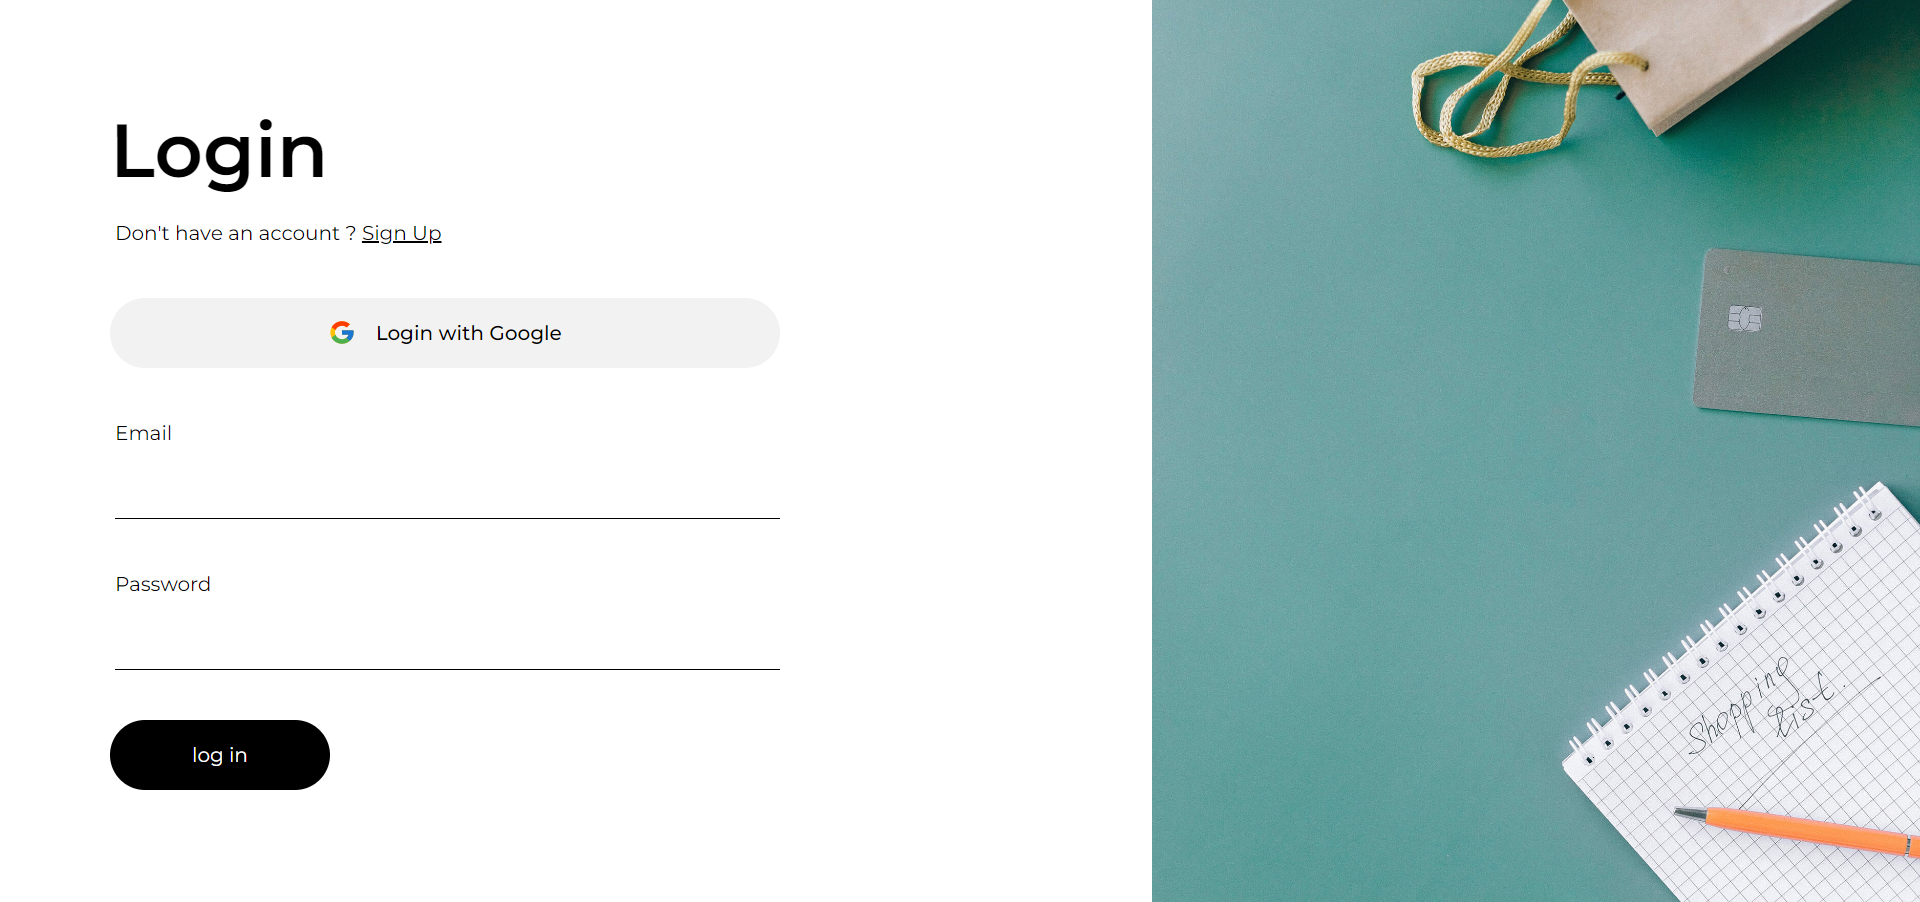 Login
Don't have an account ? Sign Up
Login with Google
Email
Password
log in
Shopping
list.